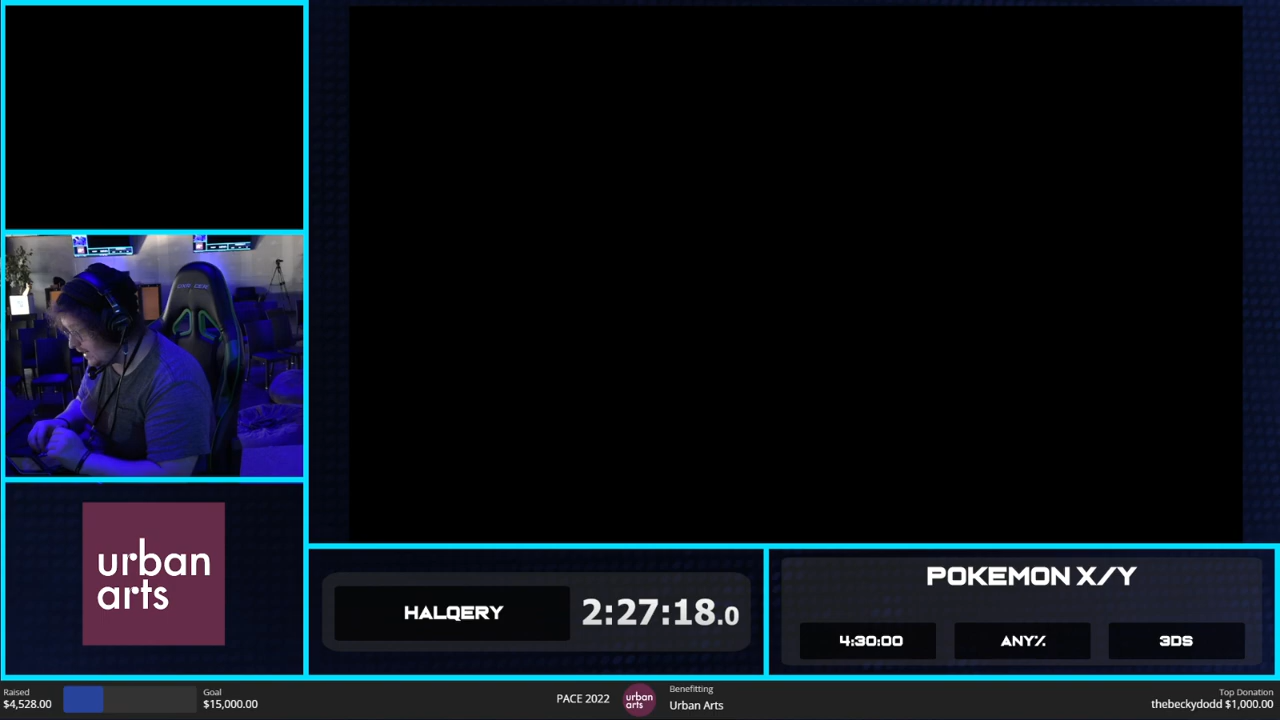 urban
arts
HALQERY
2:27:18.0
POKEMON X/Y
4:30:00
ANY%
3DS
Raised
$4,528.00
Goal
$15,000.00
PACE 2022
urban
arts
Benefitting
Urban Arts
Top Donation
thebeckydodd $1,000.00